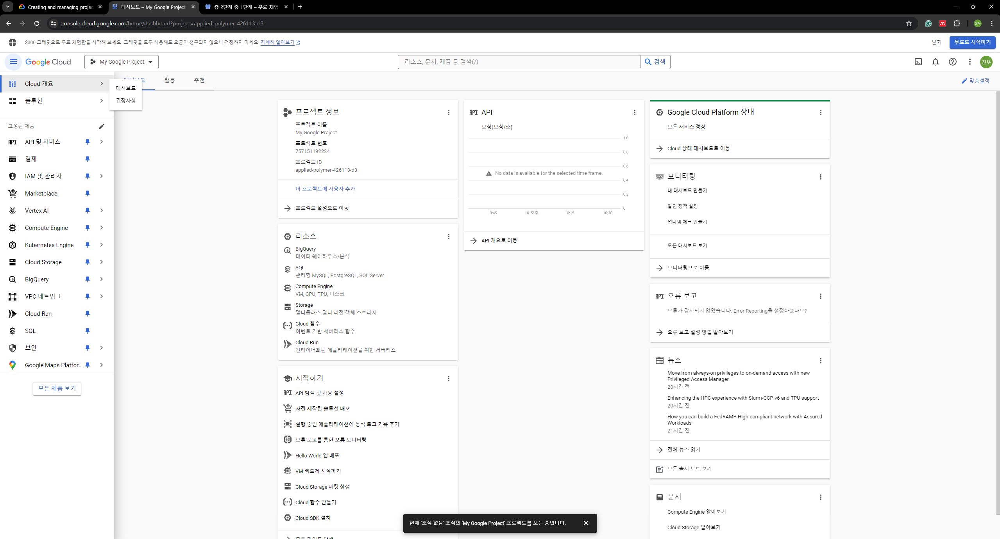 Creating and managing projec
대시보드 – My Google Project
총 2단계 중 1단계 – 무료 체험
console.cloud.google.com/home/dashboard?project=applied-polymer-426113-d3
진우
$300 크레딧으로 무료 체험판을 시작해 보세요. 크레딧을 모두 사용해도 요금이 청구되지 않으니 걱정하지 마세요. 자세히 알아보기
닫기
무료로 시작하기
Google Cloud
My Google Project
리소스, 문서, 제품 등 검색(/)
검색
진우
Cloud 개요
솔루션
대시보드
권장사항
고정된 제품
API API 및 서비스
결제
IAM 및 관리자
Marketplace
Vertex AI
Compute Engine
Kubernetes Engine
Cloud Storage
BigQuery
VPC 네트워크
Cloud Run
SQL
보안
Google Maps Platfor...
모든 제품 보기
대시보드
활동
추천
맞춤설정
프로젝트 정보
프로젝트 이름
My Google Project
프로젝트 번호
757151192224
프로젝트 ID
applied-polymer-426113-d3
이 프로젝트에 사용자 추가
프로젝트 설정으로 이동
리소스
BigQuery
데이터 웨어하우스/분석
SQL
관리형 MySQL, PostgreSQL, SQL Server
Compute Engine
VM, GPU, TPU, 디스크
Storage
멀티클래스 멀티 리전 객체 스토리지
Cloud 함수
이벤트 기반 서버리스 함수
Cloud Run
컨테이너화된 애플리케이션을 위한 서버리스
시작하기
API API 탐색 및 사용 설정
사전 제작된 솔루션 배포
실행 중인 애플리케이션에 동적 로그 기록 추가
오류 보고를 통한 오류 모니터링
Hello World 앱 배포
VM 빠르게 시작하기
Cloud Storage 버킷 생성
Cloud 함수 만들기
Cloud SDK 설치
모든 가이드 탐색
API API
요청(요청/초)
1.0
0.8
0.6
No data is available for the selected time frame.
0.4
0.2
0
9:45
10 오후
10:15
10:30
API 개요로 이동
Google Cloud Platform 상태
모든 서비스 정상
Cloud 상태 대시보드로 이동
모니터링
내 대시보드 만들기
알림 정책 설정
업타임 체크 만들기
모든 대시보드 보기
모니터링으로 이동
API 오류 보고
오류가 감지되지 않았습니다. Error Reporting을 설정하셨나요?
오류 보고 설정 방법 알아보기
뉴스
Move from always-on privileges to on-demand access with new
Privileged Access Manager
20시간 전
Enhancing the HPC experience with Slurm-GCP v6 and TPU support
20시간 전
How you can build a FedRAMP High-compliant network with Assured
Workloads
21시간 전
전체 뉴스 읽기
모든 출시 노트 보기
문서
Compute Engine 알아보기
Cloud Storage 알아보기
현재 '조직 없음' 조직의 'My Google Project' 프로젝트를 보는 중입니다.